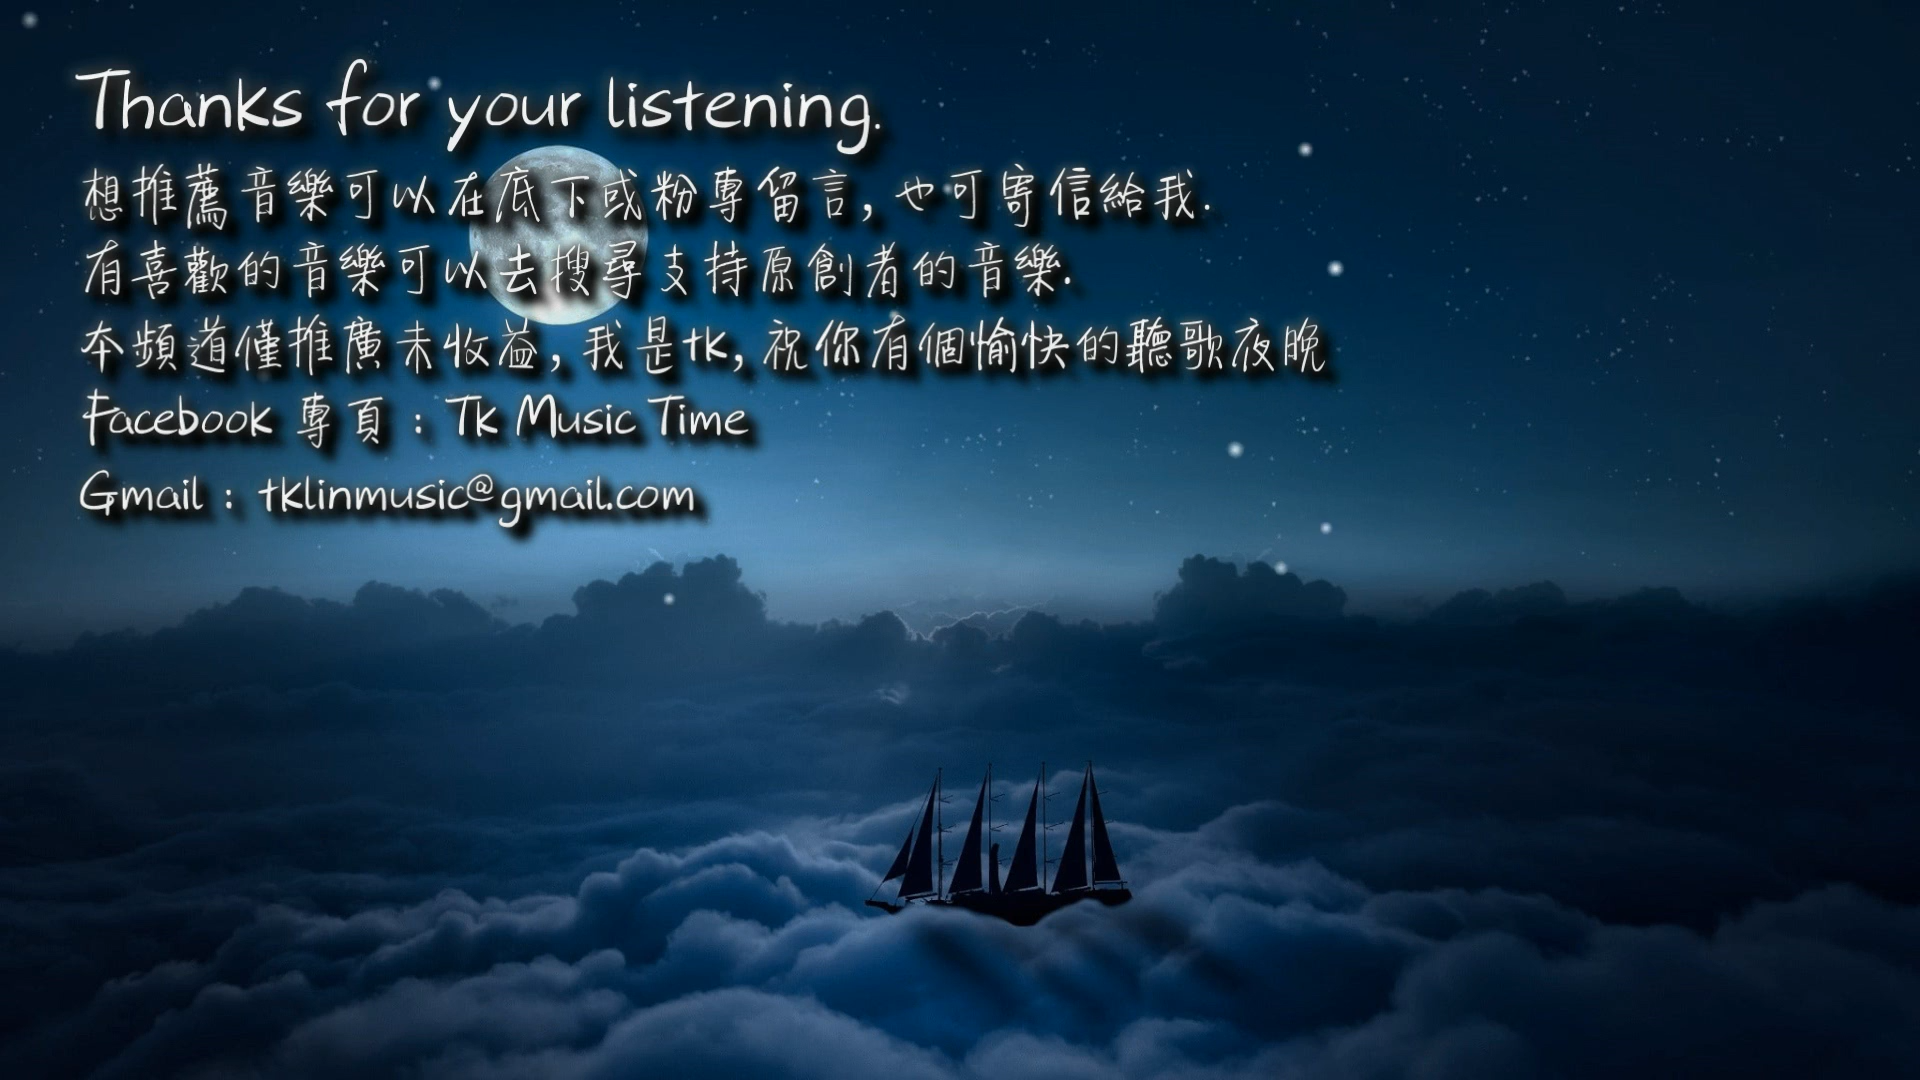 Thanks for your listening.
想推薦音樂可以在底下或粉專留言, 也可寄信給我.
有喜歡的音樂可以去搜尋支持原創者的音樂.
本頻道僅推廣未收益, 我是tk, 祝你有個愉快的聽歌夜晚
Facebook 專頁 : Tk Music Time
Gmail : tklinmusic@gmail.com